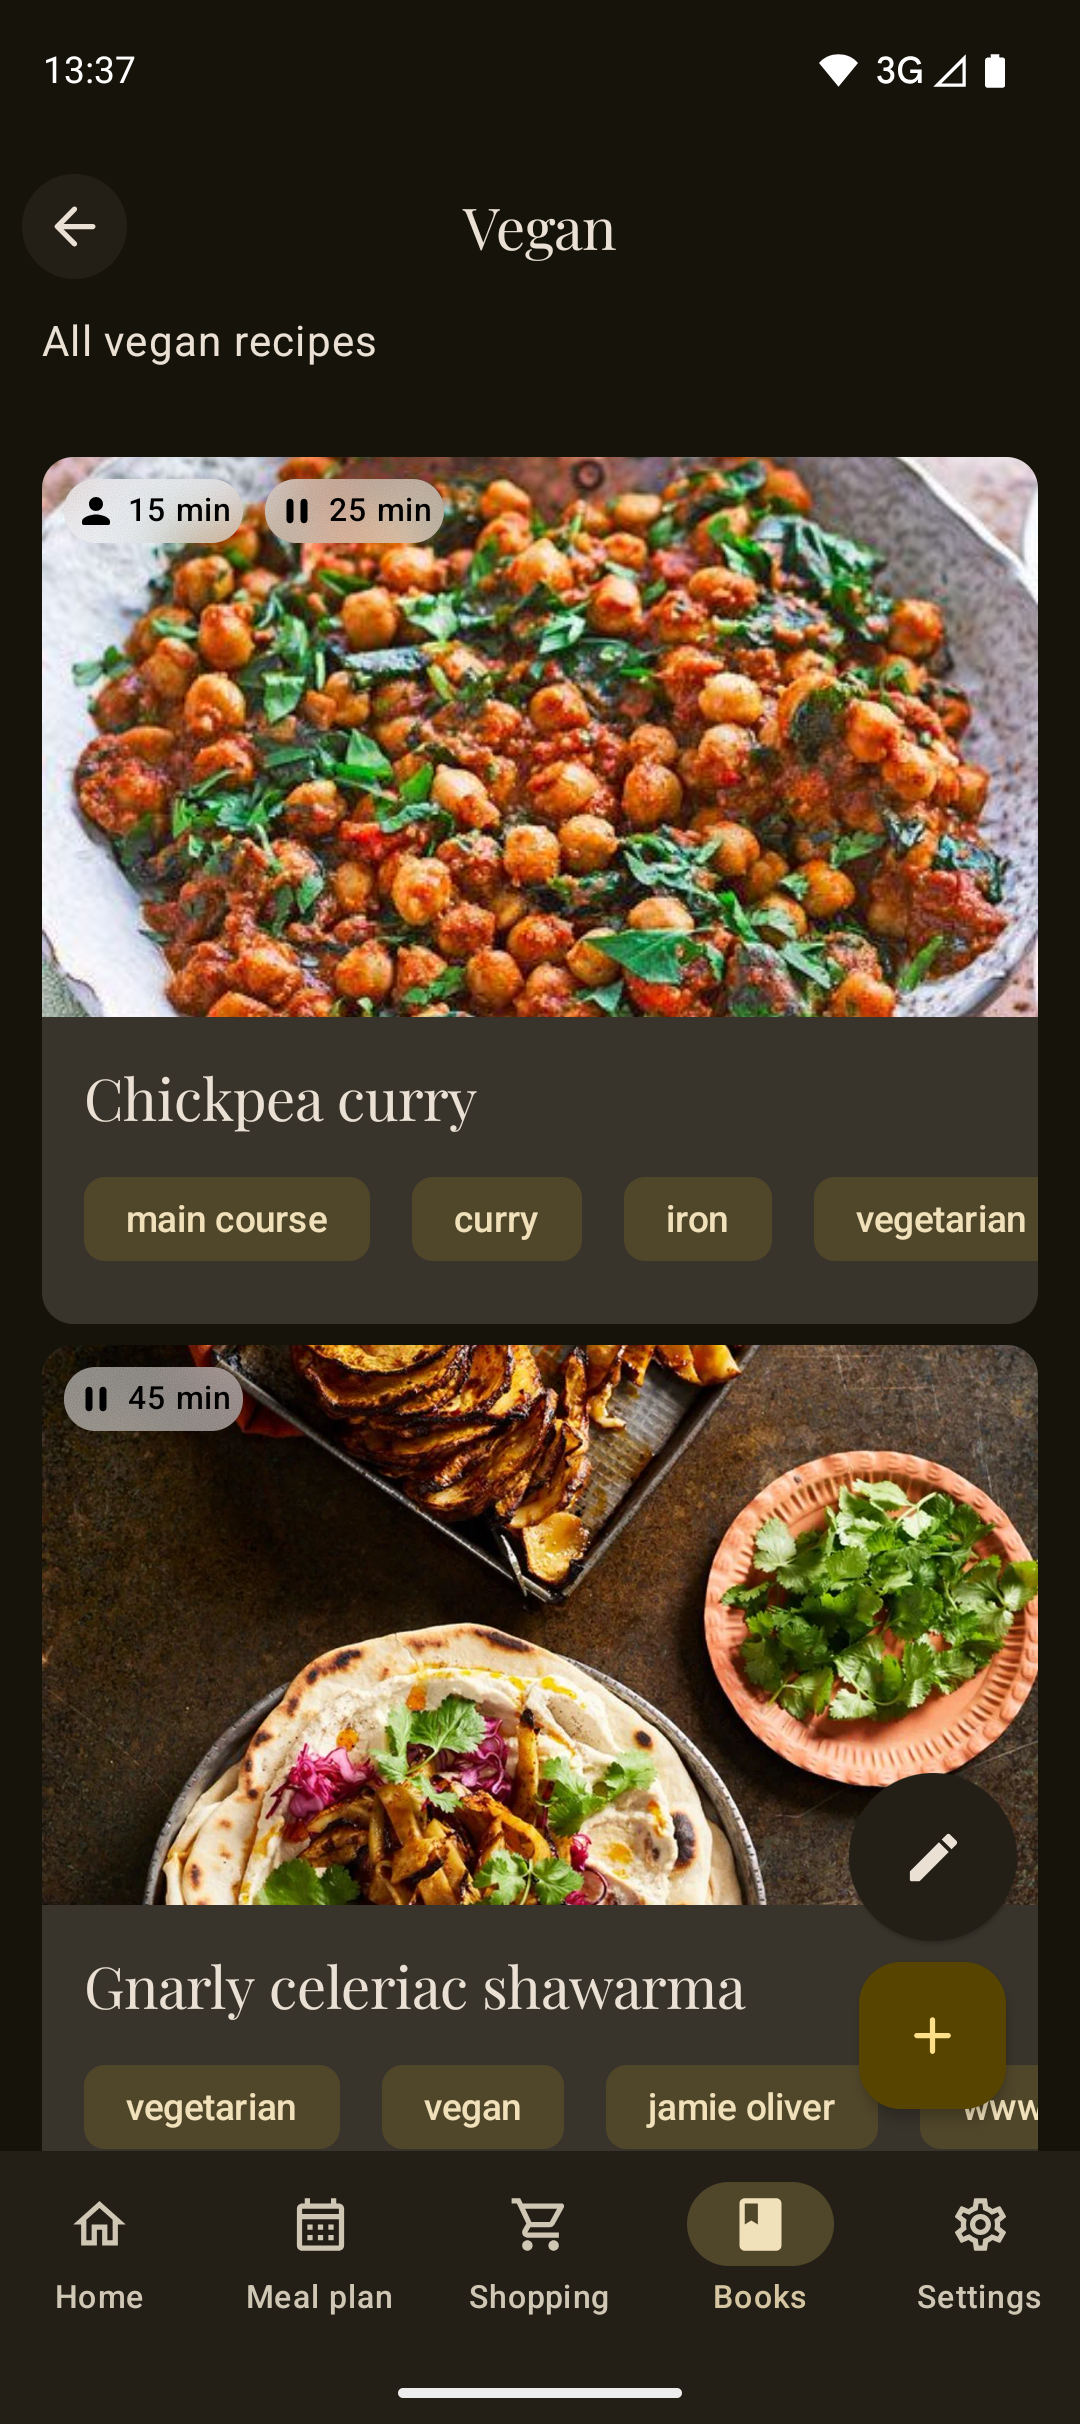 13:37
3G
Vegan
All vegan recipes
15 min
25 min
Chickpea curry
main course
curry
iron
vegetarian
45 min
Gnarly celeriac shawarma
vegetarian
vegan
jamie oliver
www
Home
Meal plan
Shopping
Books
Settings